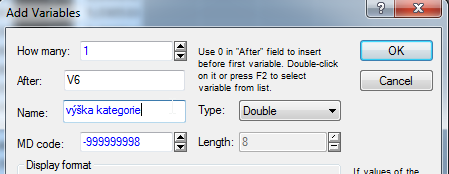 Add Variables
How many: 1
Use 0 in "After" field to insert
before first variable. Double-click
on it or press F2 to select
variable from list.
OK
After: V6
Cancel
Name: výška kategorie
Type: Double
MD code: -999999998
Length: 8
Display format
If values of the